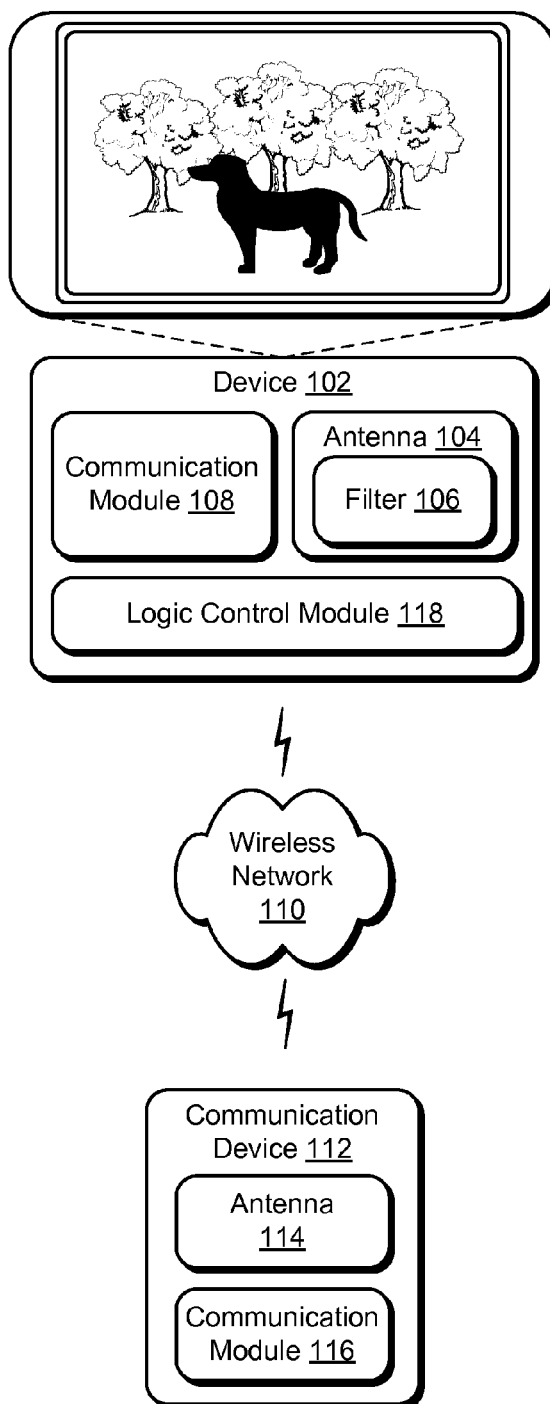 Device 102
Communication
Module 108
Antenna 104
Filter 106
Logic Control Module 118
Wireless
Network
110
Communication
Device 112
Antenna
114
Communication
Module 116